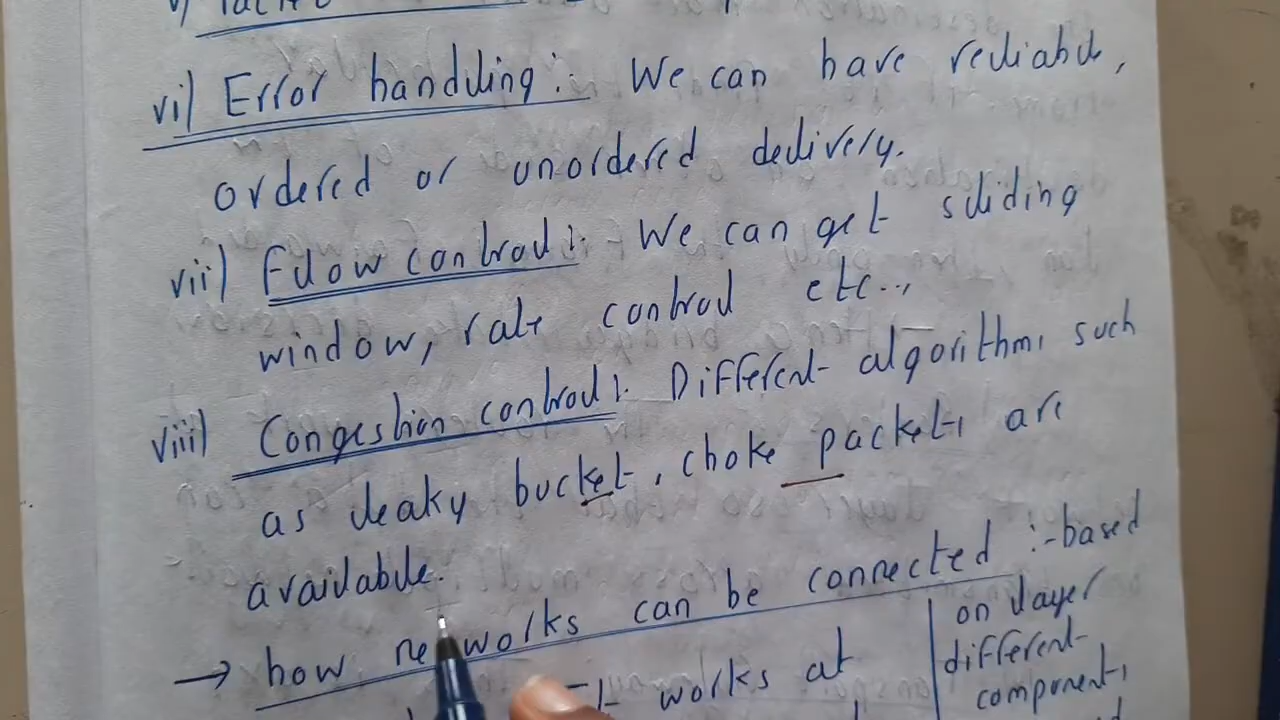 v)
vi) Error handling :- We can have reliable,
ordered or unordered delivery.
vii) Flow control :- We can get sliding
window, rate control etc..,
viii) Congestion control :- Different algorithms such
as leaky bucket, choke packets are
available.
→ how networks can be connected :- based
on layer
works at
different
components